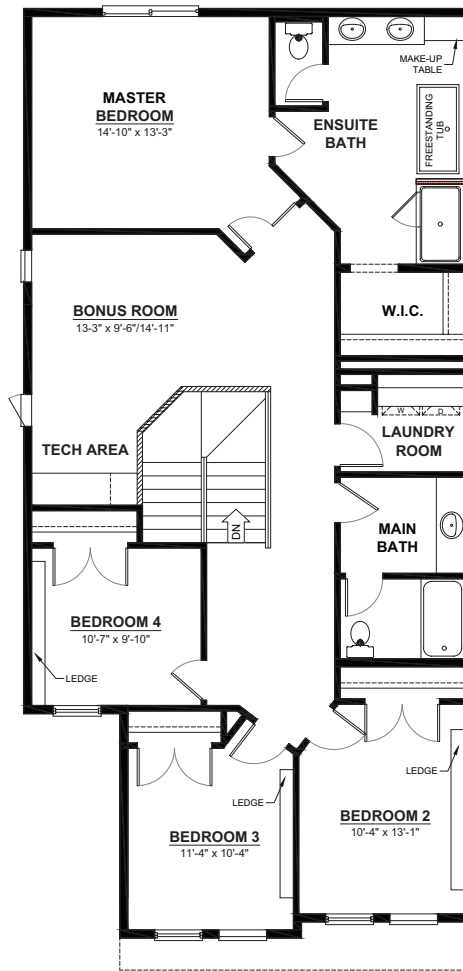 MAKE-UP
TABLE
MASTER
BEDROOM
14'-10" x 13'-3"
ENSUITE
BATH
FREESTANDING
TUB
BONUS ROOM
13-3" x 9'-6"/14'-11"
W.I.C.
W
D
LAUNDRY
ROOM
TECH AREA
DN
MAIN
BATH
BEDROOM 4
10'-7" x 9'-10"
LEDGE
LEDGE
LEDGE
BEDROOM 2
10'-4" x 13'-1"
BEDROOM 3
11'-4" x 10'-4"